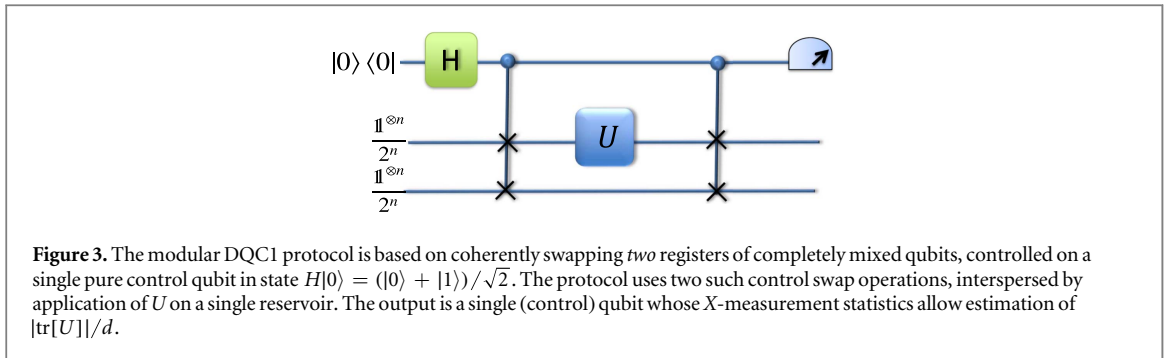 |0⟩ ⟨0| H
𝟙⊗n
2ⁿ
U
𝟙⊗n
2ⁿ
Figure 3. The modular DQC1 protocol is based on coherently swapping two registers of completely mixed qubits, controlled on a
single pure control qubit in state H|0⟩ = (|0⟩ + |1⟩)/√2. The protocol uses two such control swap operations, interspersed by
application of U on a single reservoir. The output is a single (control) qubit whose X-measurement statistics allow estimation of
|tr[U]|/d.